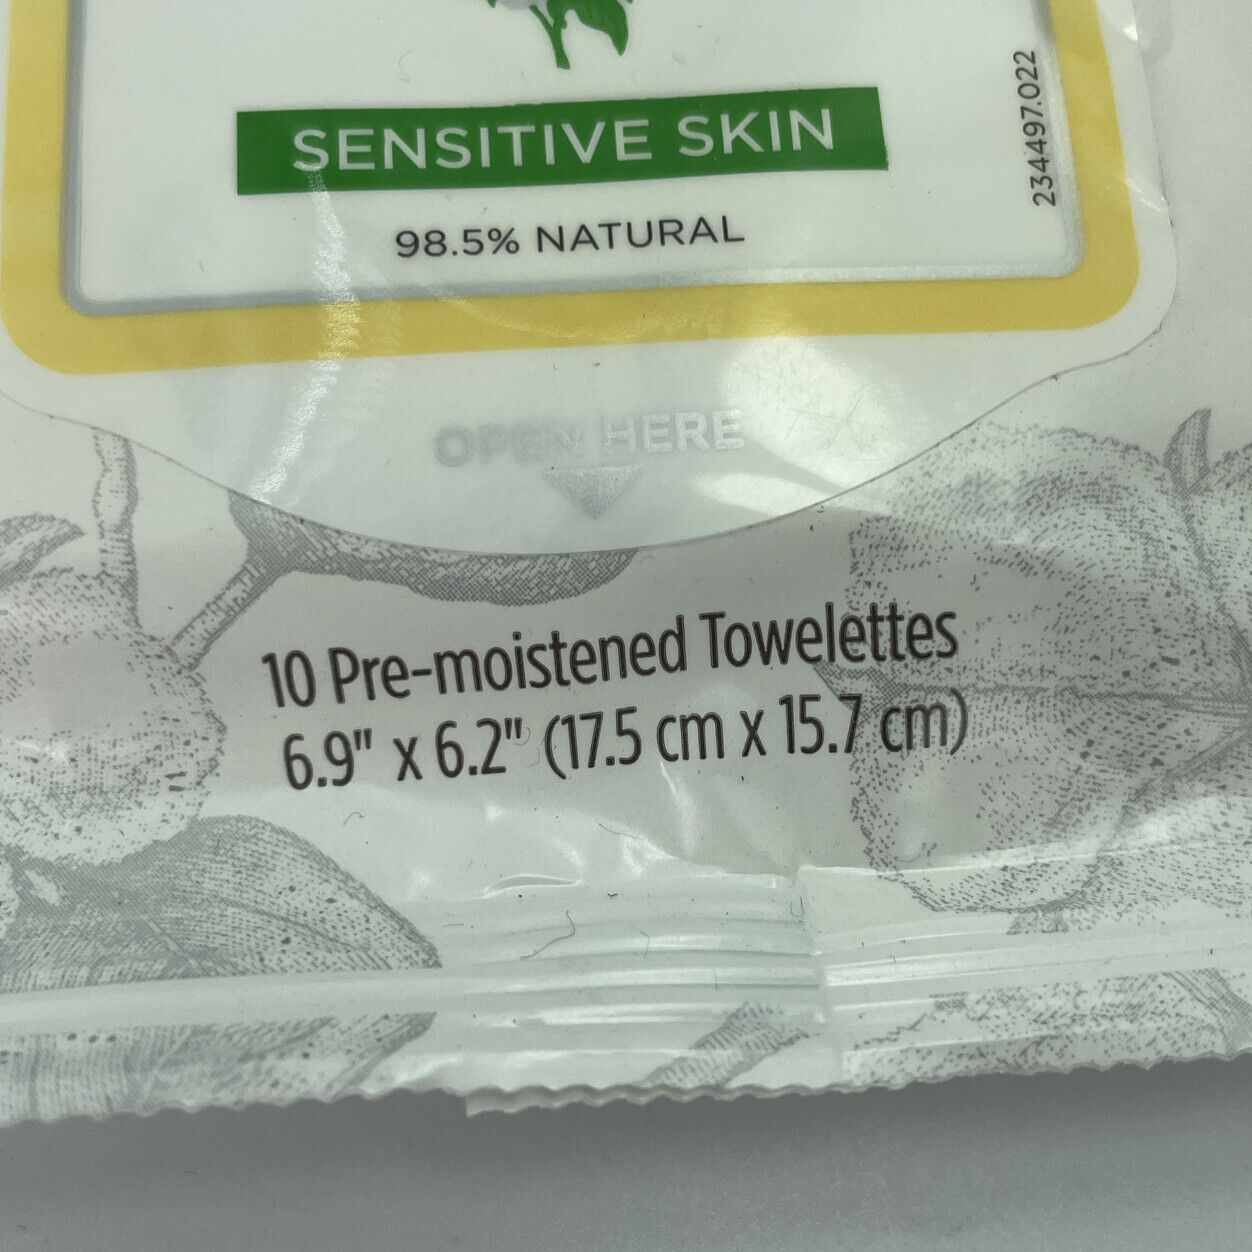 SENSITIVE SKIN
98.5% NATURAL
234497.022
OPEN HERE
10 Pre-moistened Towelettes
6.9" x 6.2" (17.5 cm x 15.7 cm)